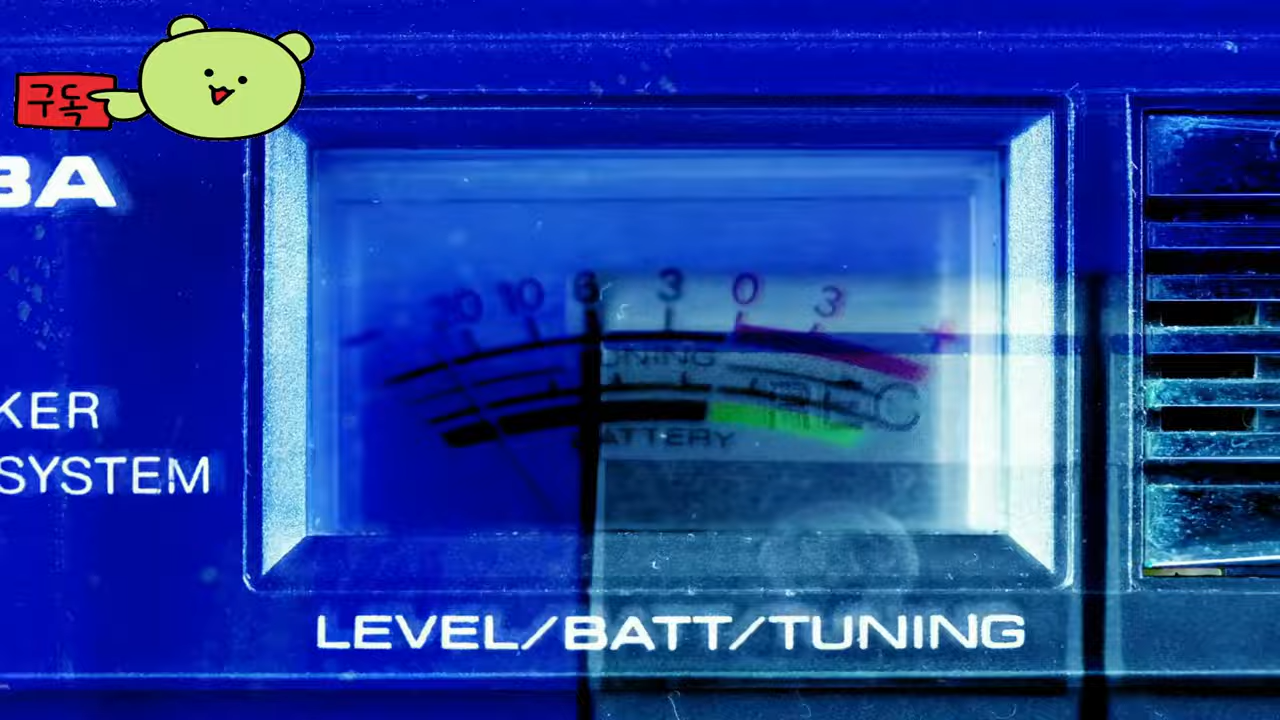 구독
BA
20 10 6 3 0 3 +
TUNING
REC
BATTERY
KER
SYSTEM
LEVEL/BATT/TUNING